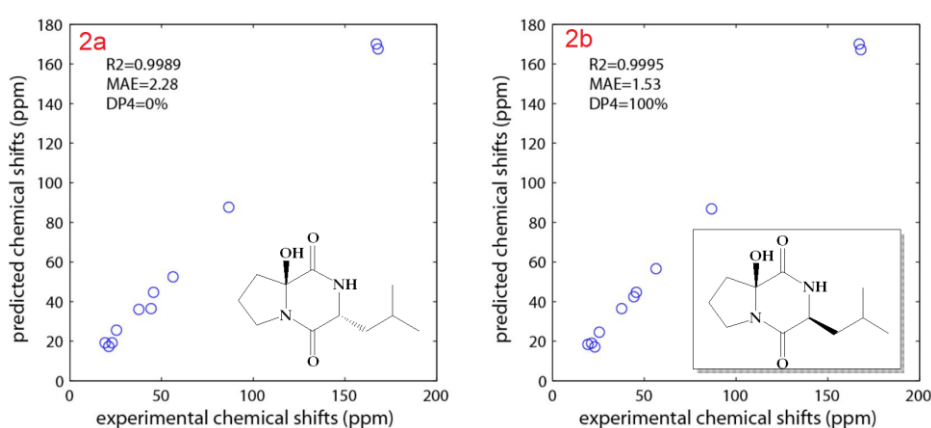 2a
R2=0.9989
MAE=2.28
DP4=0%
predicted chemical shifts (ppm)
180
160
140
120
100
80
60
40
20
0
0 50 100 150 200
experimental chemical shifts (ppm)
OH
O
NH
N
O
2b
R2=0.9995
MAE=1.53
DP4=100%
predicted chemical shifts (ppm)
180
160
140
120
100
80
60
40
20
0
0 50 100 150 200
experimental chemical shifts (ppm)
OH
O
NH
N
O